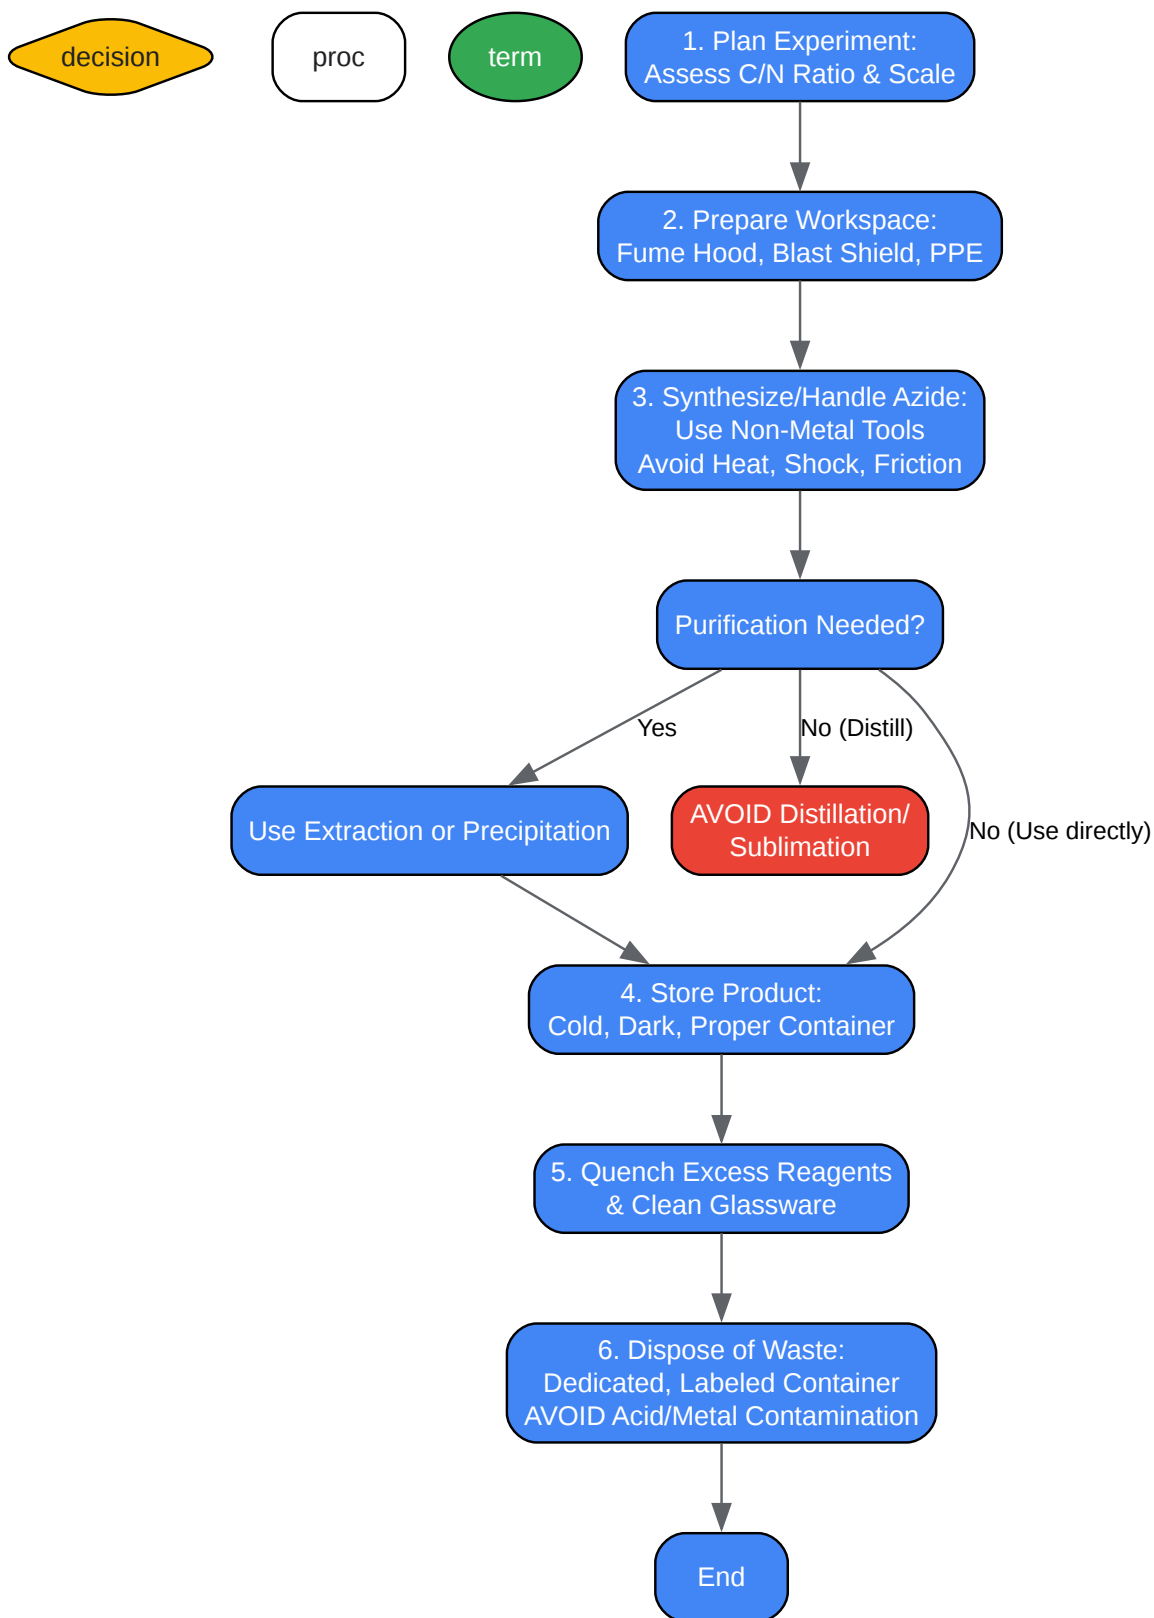 decision
proc
term
1. Plan Experiment:
Assess C/N Ratio & Scale
2. Prepare Workspace:
Fume Hood, Blast Shield, PPE
3. Synthesize/Handle Azide:
Use Non-Metal Tools
Avoid Heat, Shock, Friction
Purification Needed?
Yes
No (Distill)
Use Extraction or Precipitation
AVOID Distillation/
Sublimation
No (Use directly)
4. Store Product:
Cold, Dark, Proper Container
5. Quench Excess Reagents
& Clean Glassware
6. Dispose of Waste:
Dedicated, Labeled Container
AVOID Acid/Metal Contamination
End